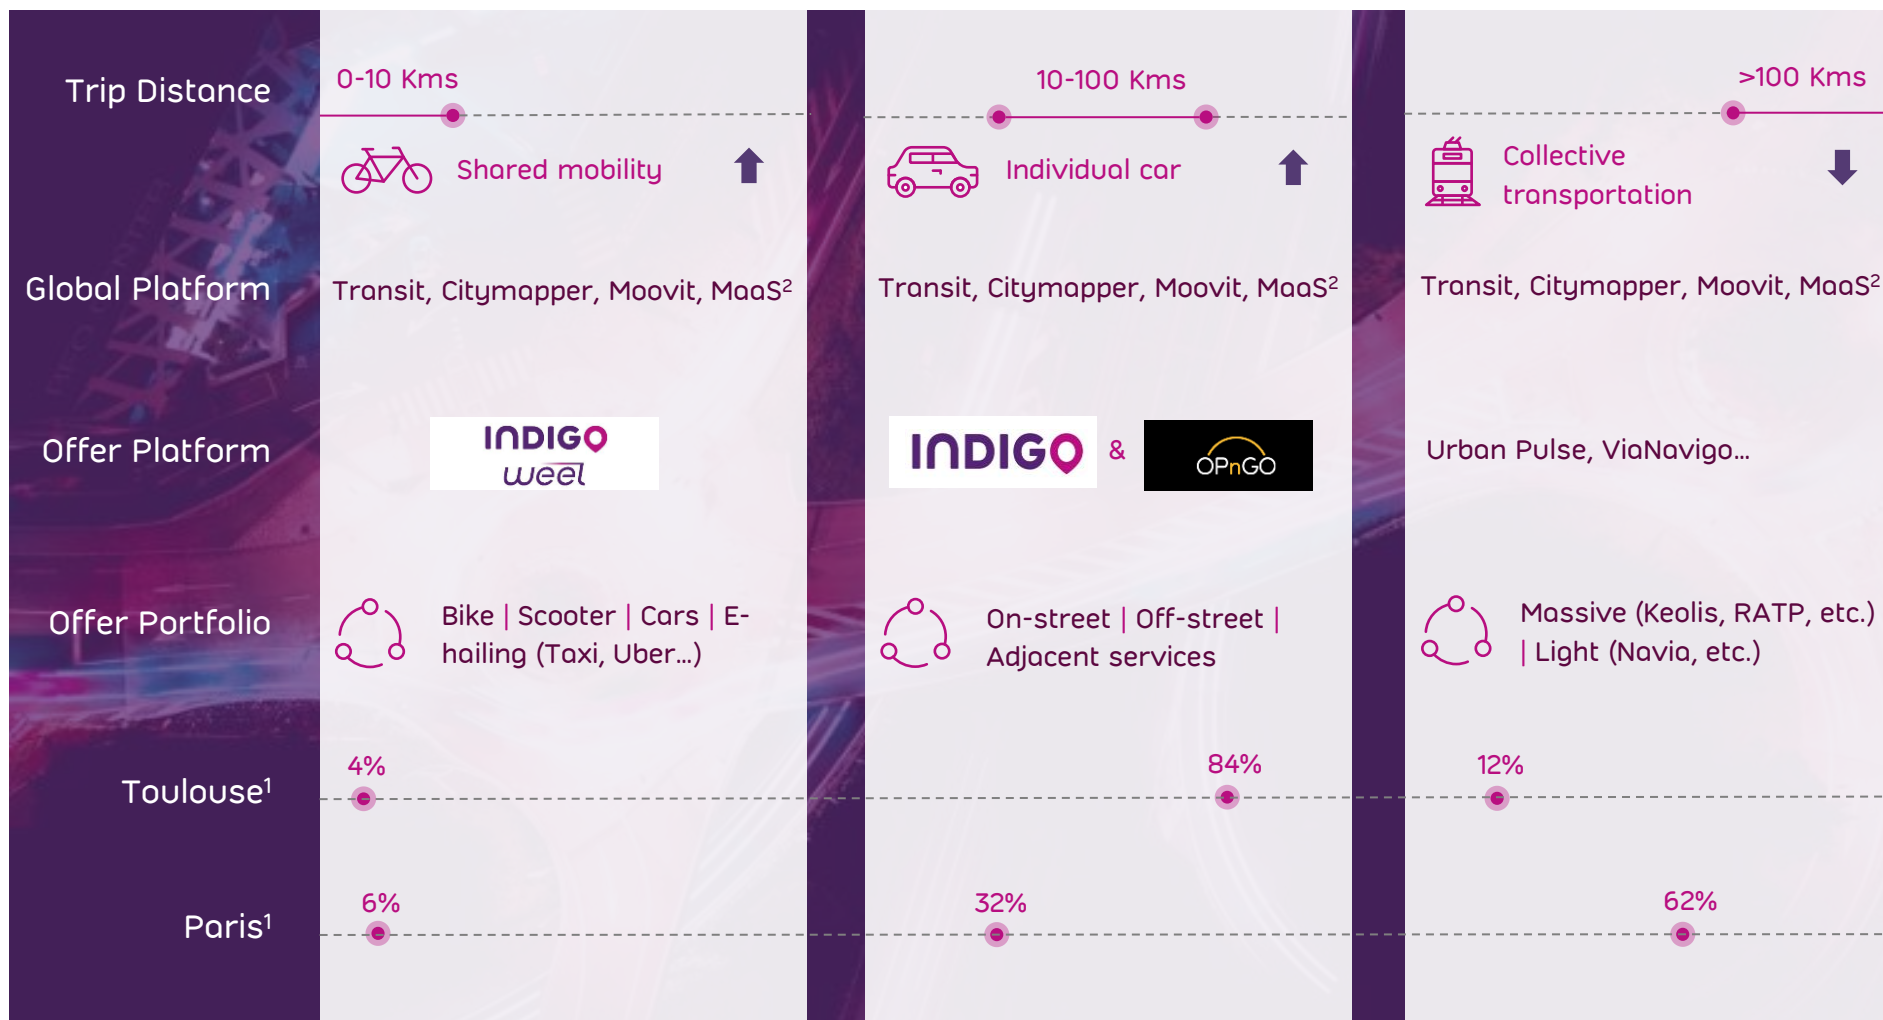 Trip Distance
0-10 Kms
10-100 Kms
>100 Kms
Shared mobility
Individual car
Collective
transportation
Global Platform
Transit, Citymapper, Moovit, MaaS²
Transit, Citymapper, Moovit, MaaS²
Transit, Citymapper, Moovit, MaaS²
Offer Platform
INDIGO
weel
INDIGO
&
OPnGO
Urban Pulse, ViaNavigo...
Offer Portfolio
Bike | Scooter | Cars | E-
hailing (Taxi, Uber...)
On-street | Off-street |
Adjacent services
Massive (Keolis, RATP, etc.)
| Light (Navia, etc.)
Toulouse¹
4%
84%
12%
Paris¹
6%
32%
62%